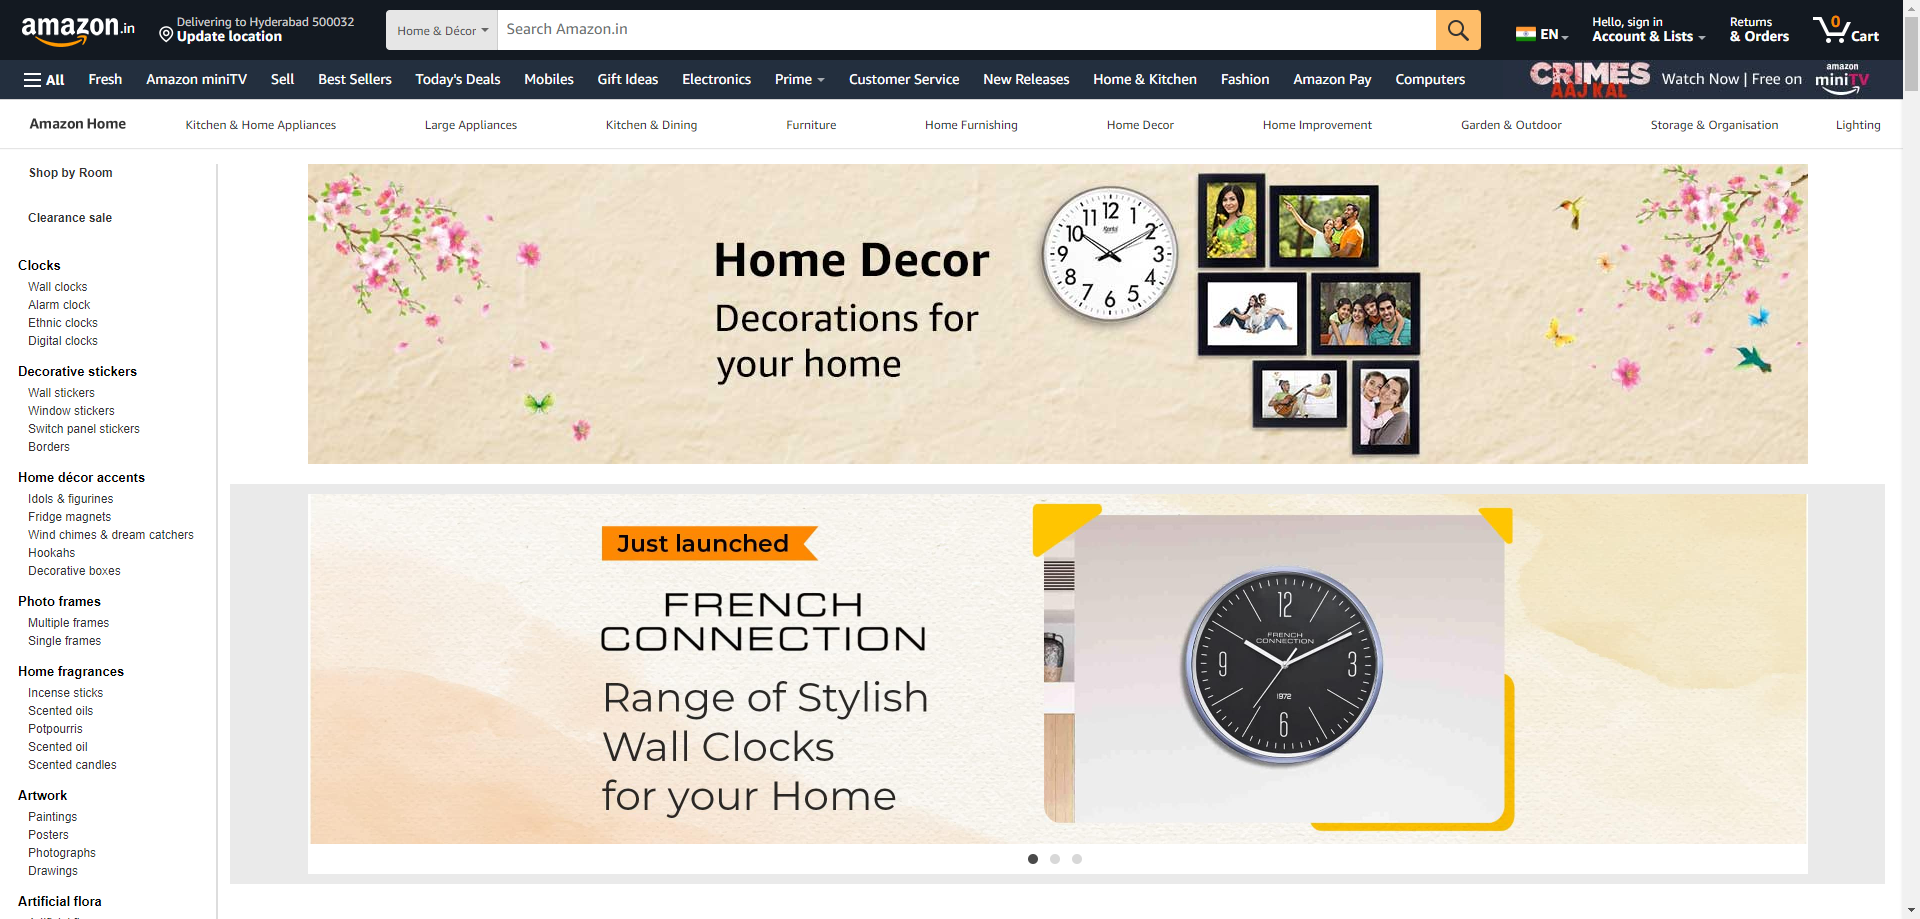 amazon.in
Delivering to Hyderabad 500032
Update location
Home & Décor
Search Amazon.in
EN
Hello, sign in
Account & Lists
Returns
& Orders
0
Cart
All
Fresh
Amazon miniTV
Sell
Best Sellers
Today's Deals
Mobiles
Gift Ideas
Electronics
Prime
Customer Service
New Releases
Home & Kitchen
Fashion
Amazon Pay
Computers
CRIMES
AAJ KAL
Watch Now | Free on
amazon
miniTV
Amazon Home
Kitchen & Home Appliances
Large Appliances
Kitchen & Dining
Furniture
Home Furnishing
Home Decor
Home Improvement
Garden & Outdoor
Storage & Organisation
Lighting
Shop by Room
Clearance sale
Clocks
Wall clocks
Alarm clock
Ethnic clocks
Digital clocks
Decorative stickers
Wall stickers
Window stickers
Switch panel stickers
Borders
Home décor accents
Idols & figurines
Fridge magnets
Wind chimes & dream catchers
Hookahs
Decorative boxes
Photo frames
Multiple frames
Single frames
Home fragrances
Incense sticks
Scented oils
Potpourris
Scented oil
Scented candles
Artwork
Paintings
Posters
Photographs
Drawings
Artificial flora
Home Decor
Decorations for
your home
12
1
2
3
4
5
6
7
8
9
10
11
Just launched
FRENCH
CONNECTION
Range of Stylish
Wall Clocks
for your Home
12
FRENCH
CONNECTION
9
3
1972
6